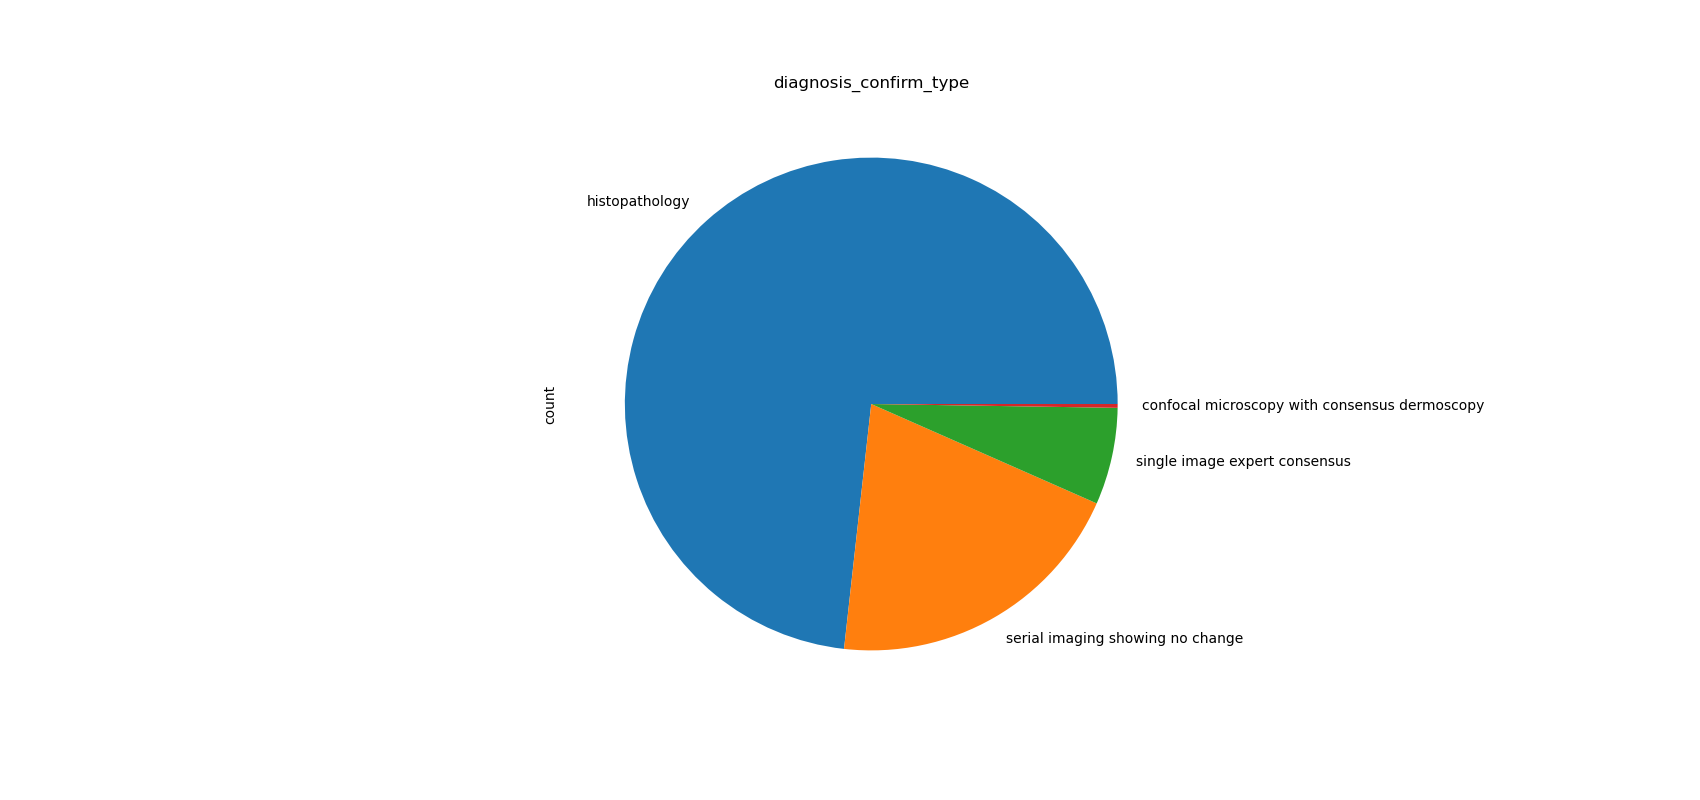 diagnosis_confirm_type
histopathology
count
confocal microscopy with consensus dermoscopy
single image expert consensus
serial imaging showing no change